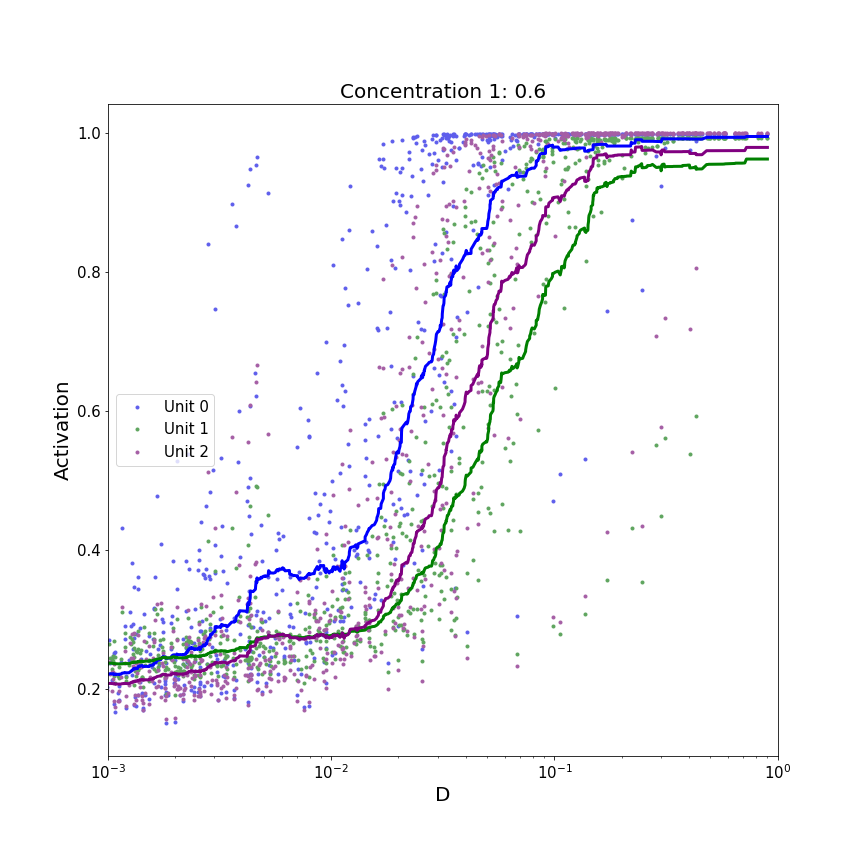 Concentration 1: 0.6
Activation
1.0
0.8
0.6
0.4
0.2
Unit 0
Unit 1
Unit 2
10⁻³
10⁻²
10⁻¹
10⁰
D